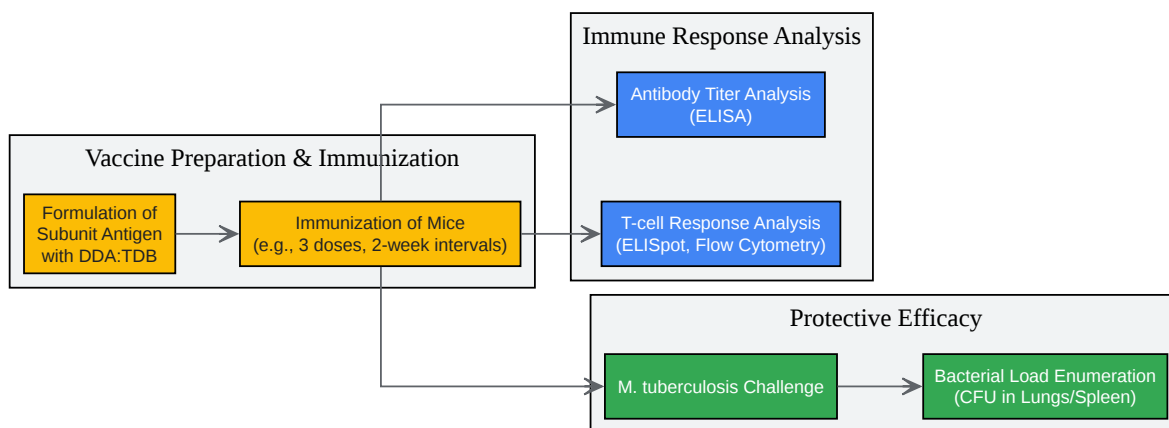 Immune Response Analysis
Antibody Titer Analysis
(ELISA)
Vaccine Preparation & Immunization
Formulation of
Subunit Antigen
with DDA:TDB
Immunization of Mice
(e.g., 3 doses, 2-week intervals)
T-cell Response Analysis
(ELISpot, Flow Cytometry)
Protective Efficacy
M. tuberculosis Challenge
Bacterial Load Enumeration
(CFU in Lungs/Spleen)